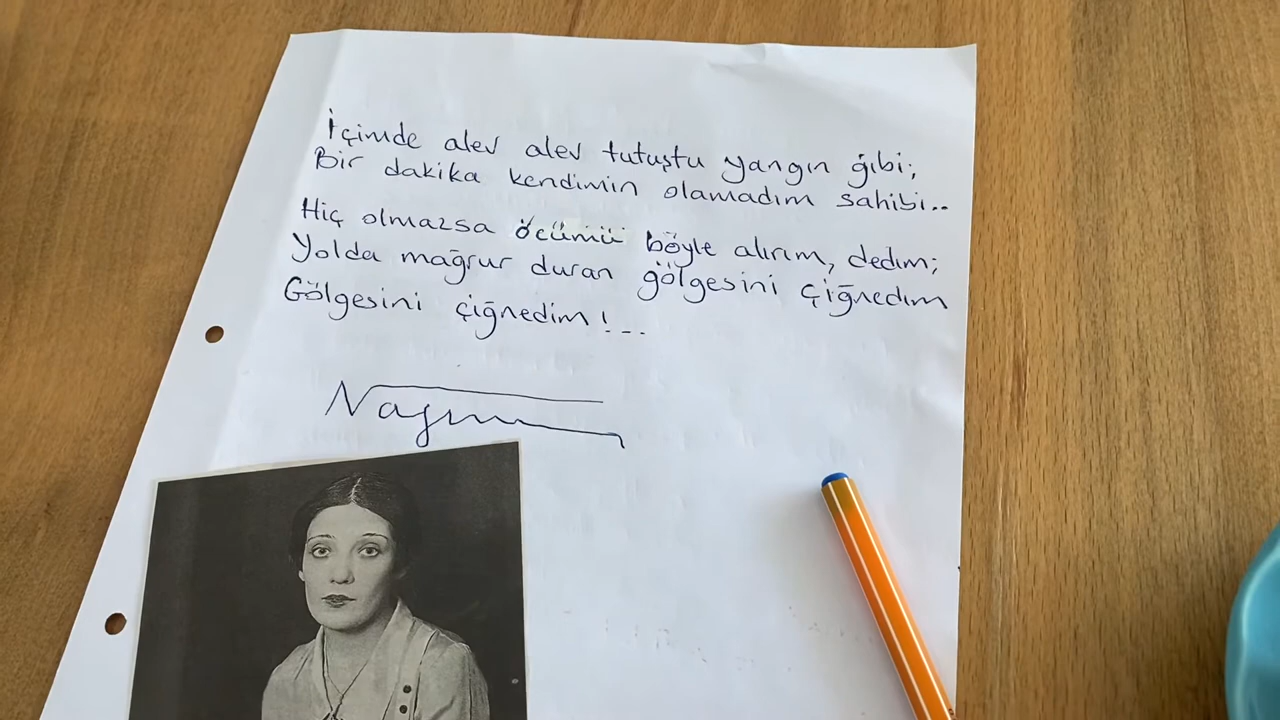 İçimde alev alev tutuştu yangın gibi;
Bir dakika kendimin olamadım sahibi..
Hiç olmazsa öcümü böyle alırım, dedim;
Yolda mağrur duran gölgesini çiğnedim
Gölgesini çiğnedim!...